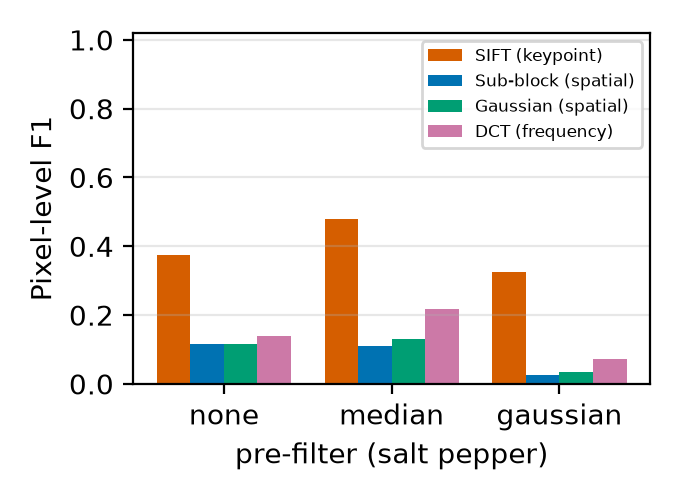 Pixel-level F1
1.0
0.8
0.6
0.4
0.2
0.0
SIFT (keypoint)
Sub-block (spatial)
Gaussian (spatial)
DCT (frequency)
none median gaussian
pre-filter (salt pepper)